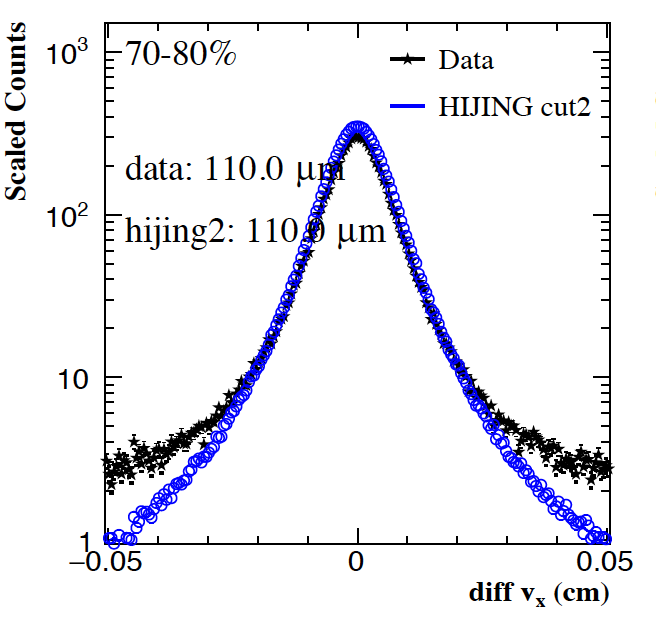 Scaled Counts
10³
10²
10
1
70-80%
Data
HIJING cut2
data: 110.0 μm
hijing2: 110.0 μm
−0.05
0
0.05
diff vₓ (cm)